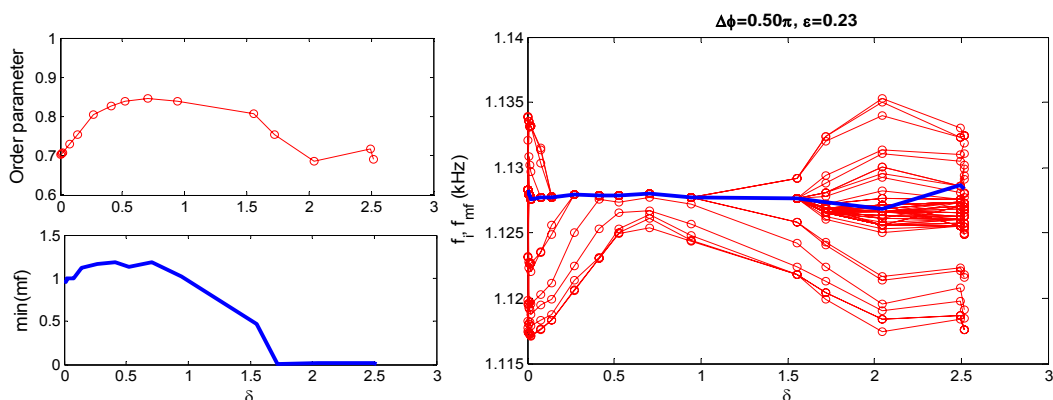 1
0.9
0.8
0.7
0.6
Order parameter
0 0.5 1 1.5 2 2.5 3
1.5
1
0.5
0
min(mf)
0 0.5 1 1.5 2 2.5 3
δ
Δϕ=0.50π, ε=0.23
1.14
1.135
1.13
1.125
1.12
1.115
f_i, f_mf (kHz)
0 0.5 1 1.5 2 2.5 3
δ